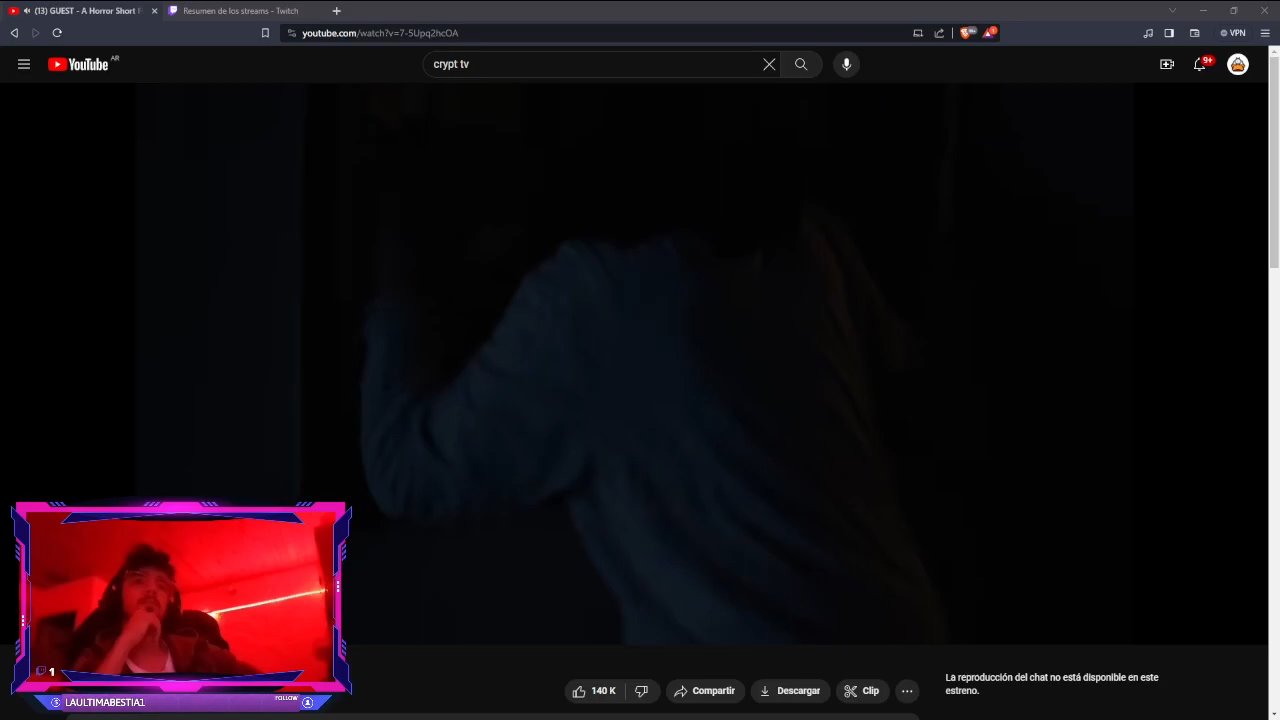 (13) GUEST - A Horror Short F
Resumen de los streams - Twitch
youtube.com/watch?v=7-5Upq2hcOA
VPN
YouTube AR
crypt tv
9+
140 K
Compartir
Descargar
Clip
La reproducción del chat no está disponible en este
estreno.
1
FOLLOW
LAULTIMABESTIA1